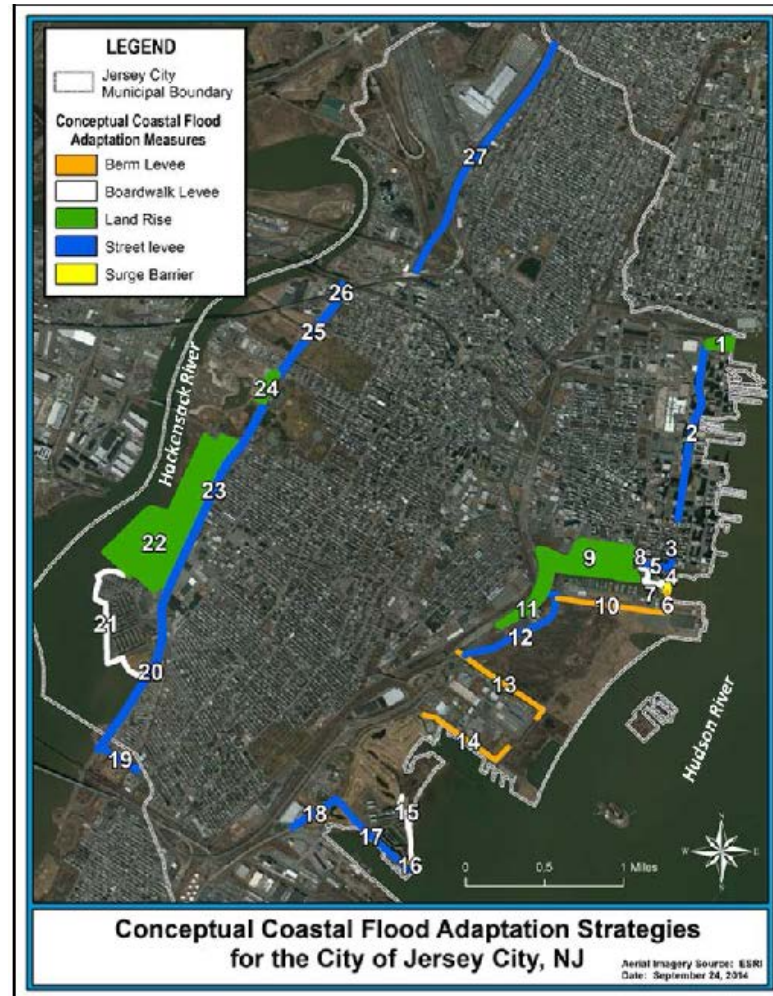 LEGEND
Jersey City
Municipal Boundary
Conceptual Coastal Flood
Adaptation Measures
Berm Levee
Boardwalk Levee
Land Rise
Street levee
Surge Barrier
27
26
25
24
23
22
21
20
19
Hackensack River
1
2
3
4
5
6
7
8
9
10
11
12
13
14
15
16
17
18
Hudson River
N
W
E
S
0
0.5
1 Miles
Conceptual Coastal Flood Adaptation Strategies
for the City of Jersey City, NJ
Aerial Imagery Source: ESRI
Date: September 24, 2014